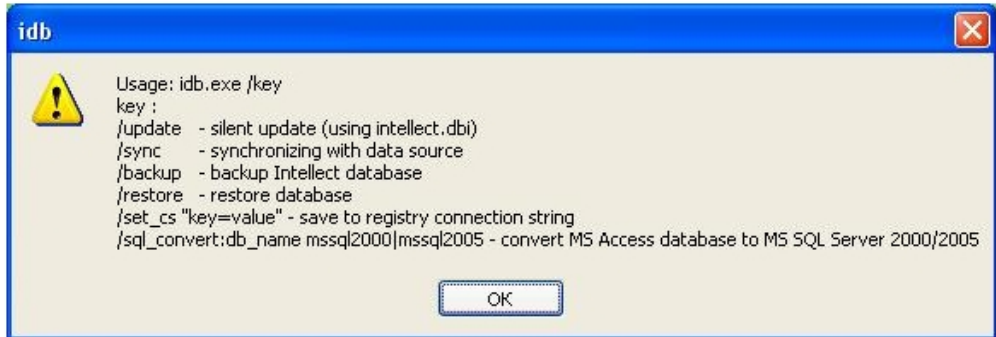 idb
Usage: idb.exe /key
key :
/update - silent update (using intellect.dbi)
/sync - synchronizing with data source
/backup - backup Intellect database
/restore - restore database
/set_cs "key=value" - save to registry connection string
/sql_convert:db_name mssql2000|mssql2005 - convert MS Access database to MS SQL Server 2000/2005
OK